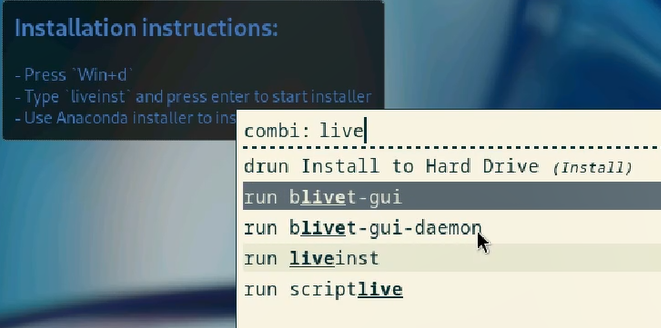 Installation instructions:
- Press `Win+d`
- Type `liveinst` and press enter to start installer
- Use Anaconda installer to ins
combi: live
drun Install to Hard Drive (Install)
run blivet-gui
run blivet-gui-daemon
run liveinst
run scriptlive